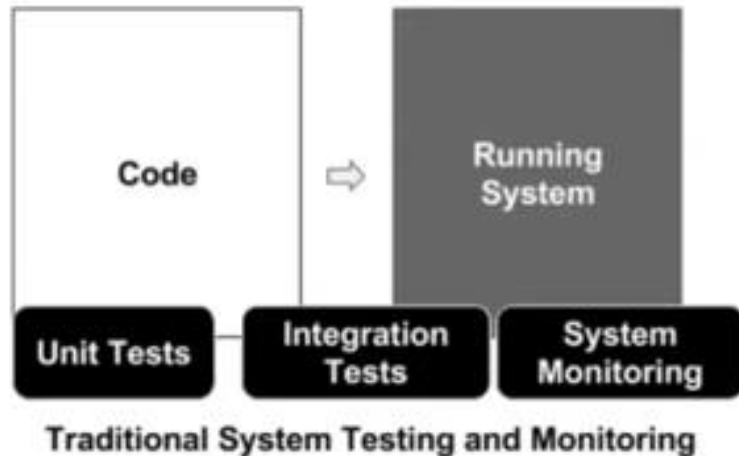 Code
Running
System
Unit Tests
Integration
Tests
System
Monitoring
Traditional System Testing and Monitoring